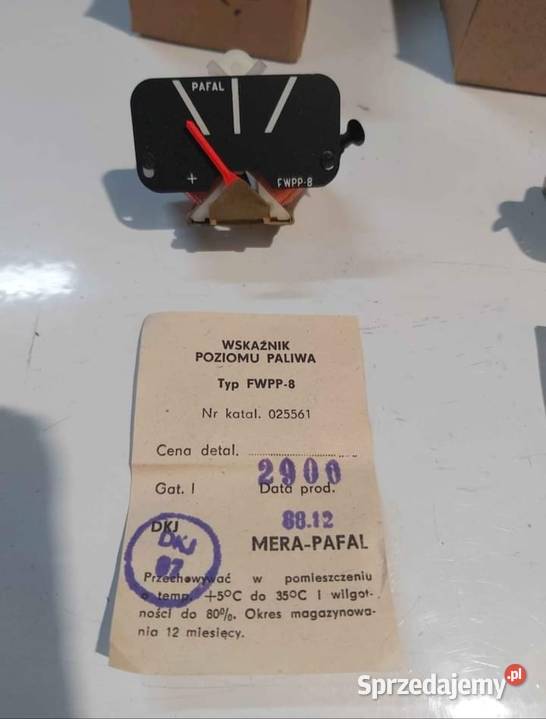 PAFAL
+
FWPP-8
WSKAŹNIK
POZIOMU PALIWA
Typ FWPP-8
Nr katal. 025561
Cena detal. 2900
Gat. I Data prod.
88.12
DKJ
DKJ
07
MERA-PAFAL
Przechowywać w pomieszczeniu
o temp. +5°C do 35°C i wilgot-
ności do 80%. Okres magazynowa-
nia 12 miesięcy.
Sprzedajemy.pl